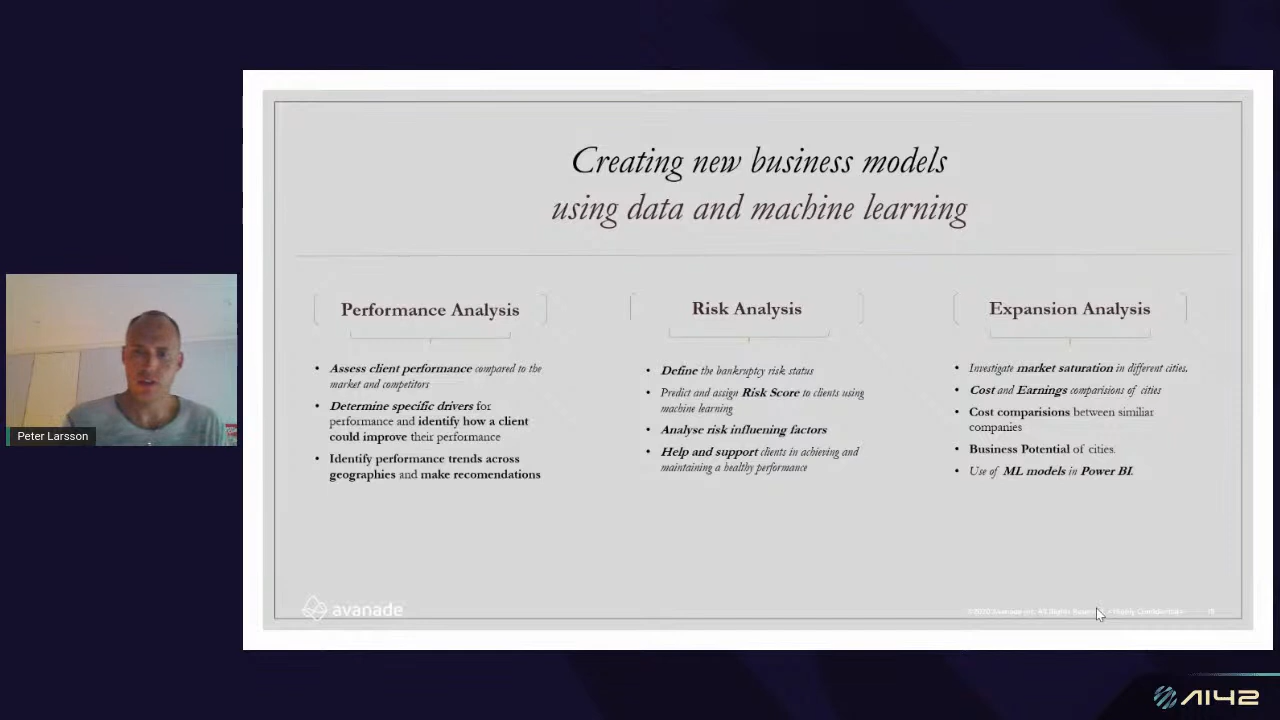 Creating new business models
using data and machine learning
Performance Analysis
• Assess client performance compared to the
market and competitors
• Determine specific drivers for
performance and identify how a client
could improve their performance
• Identify performance trends across
geographies and make recomendations
Risk Analysis
• Define the bankruptcy risk status
• Predict and assign Risk Score to clients using
machine learning
• Analyse risk influening factors
• Help and support clients in achieving and
maintaining a healthy performance
Expansion Analysis
• Investigate market saturation in different cities.
• Cost and Earnings comparisions of cities
• Cost comparisions between similiar
companies
• Business Potential of cities.
• Use of ML models in Power BI.
Peter Larsson
avanade
©2020 Avanade Inc. All Rights
AI42